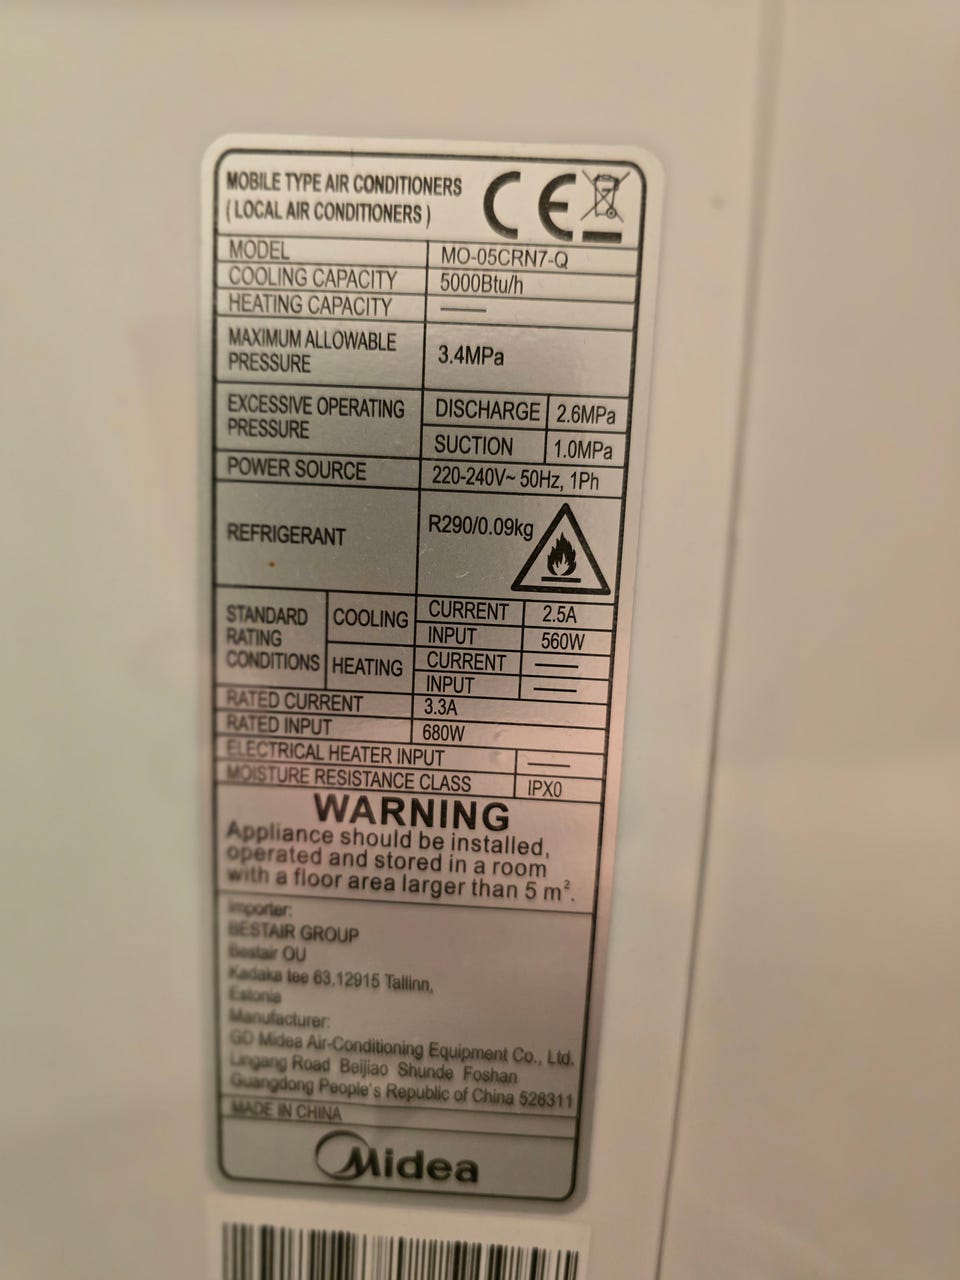 MOBILE TYPE AIR CONDITIONERS
( LOCAL AIR CONDITIONERS )
CE
MODEL MO-05CRN7-Q
COOLING CAPACITY 5000Btu/h
HEATING CAPACITY ——
MAXIMUM ALLOWABLE
PRESSURE
3.4MPa
EXCESSIVE OPERATING
PRESSURE
DISCHARGE 2.6MPa
SUCTION 1.0MPa
POWER SOURCE 220-240V~ 50Hz, 1Ph
REFRIGERANT R290/0.09kg
STANDARD
RATING
CONDITIONS
COOLING
CURRENT 2.5A
INPUT 560W
HEATING
CURRENT ——
INPUT ——
RATED CURRENT 3.3A
RATED INPUT 680W
ELECTRICAL HEATER INPUT ——
MOISTURE RESISTANCE CLASS IPX0
WARNING
Appliance should be installed,
operated and stored in a room
with a floor area larger than 5 m².
Importer:
BESTAIR GROUP
Bestair OU
Kadaka tee 63,12915 Tallinn,
Estonia
Manufacturer:
GD Midea Air-Conditioning Equipment Co., Ltd.
Lingang Road Beijiao Shunde Foshan
Guangdong People's Republic of China 528311
MADE IN CHINA
Midea